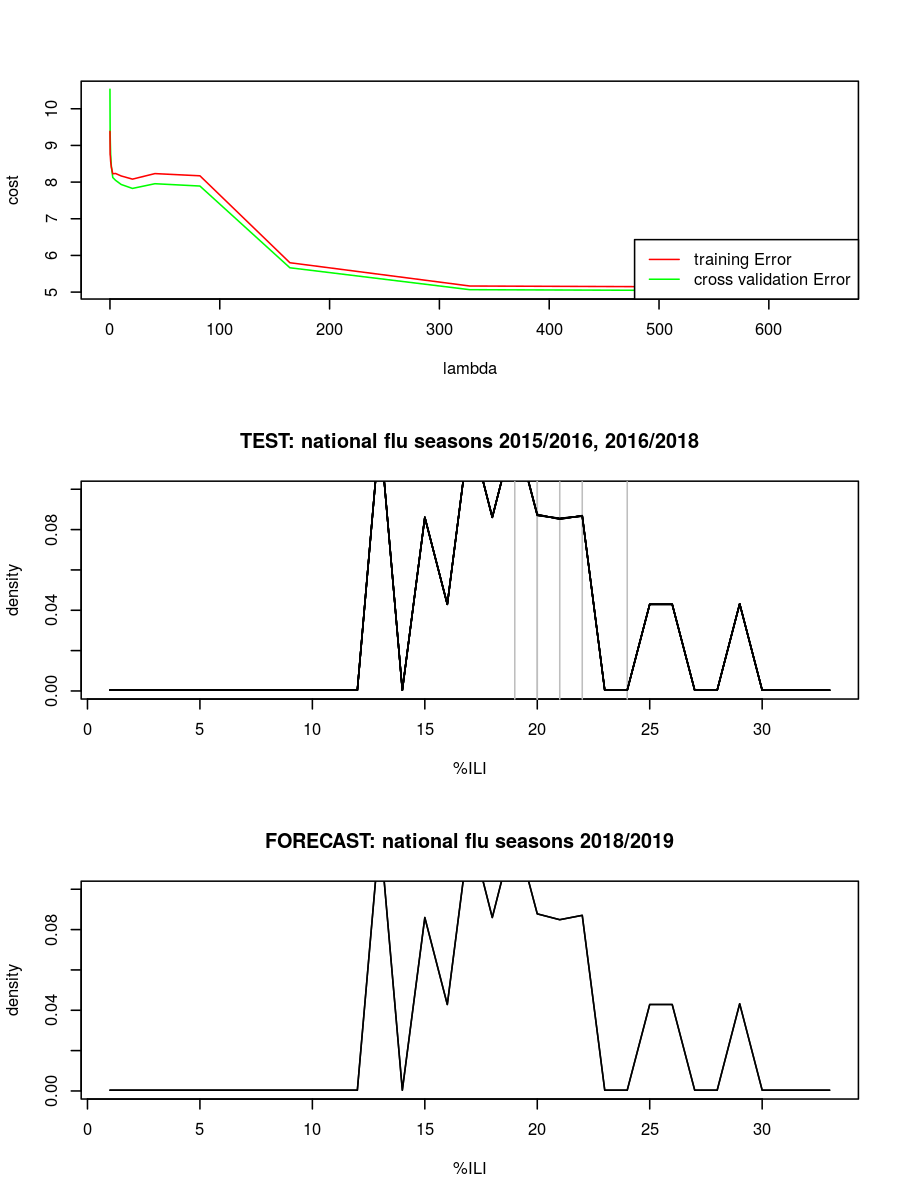 10
9
8
7
6
5
cost
training Error
cross validation Error
0 100 200 300 400 500 600
lambda
TEST: national flu seasons 2015/2016, 2016/2018
0.08
0.04
0.00
density
0 5 10 15 20 25 30
%ILI
FORECAST: national flu seasons 2018/2019
0.08
0.04
0.00
density
0 5 10 15 20 25 30
%ILI